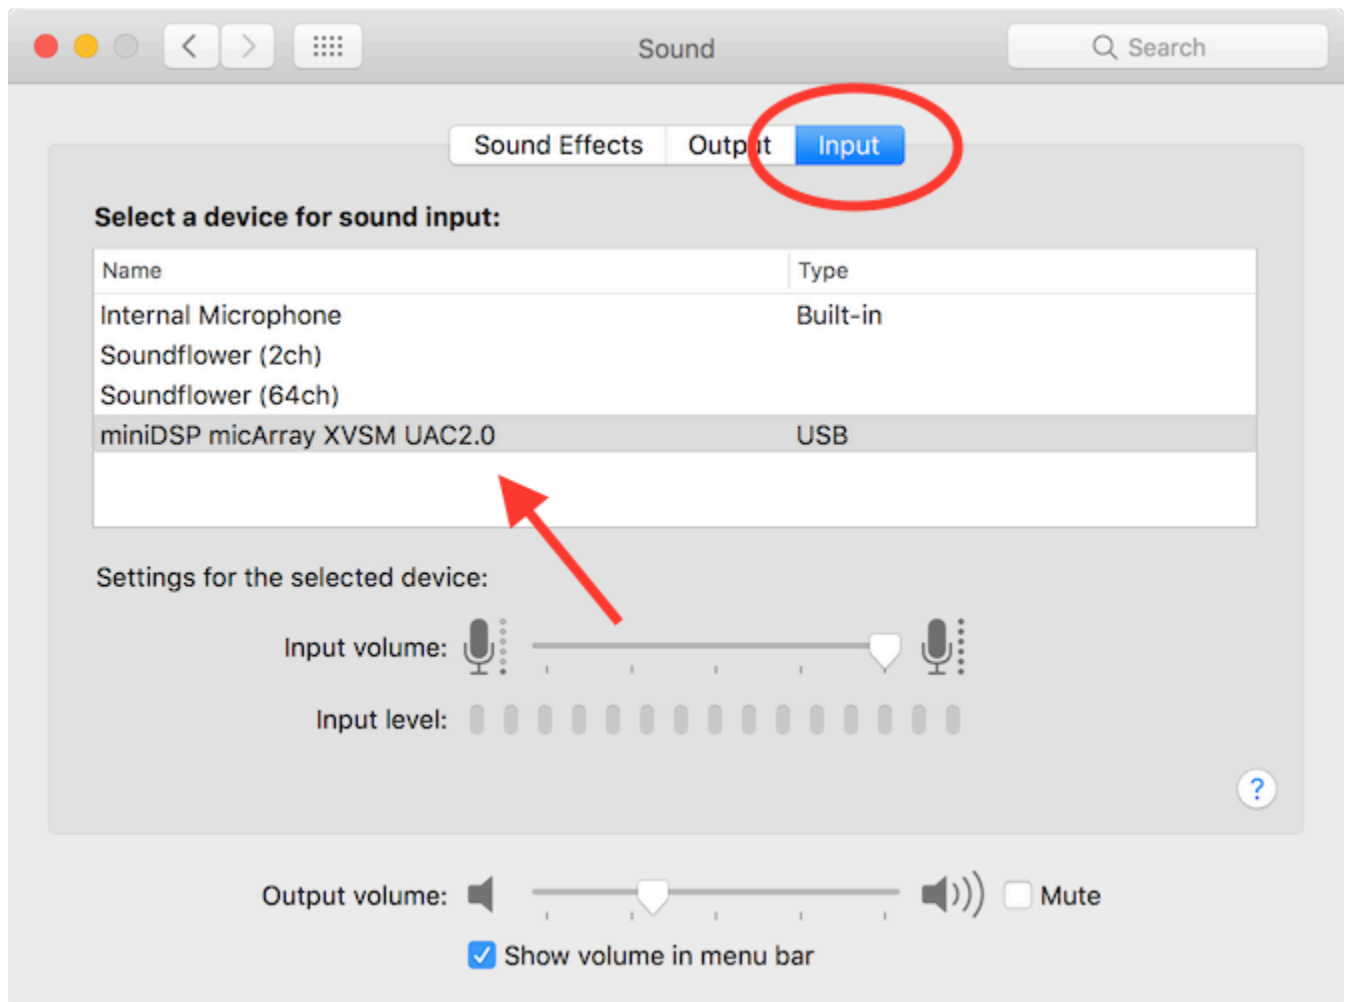 Sound
Search
Sound Effects Output Input
Select a device for sound input:
Name Type
Internal Microphone Built-in
Soundflower (2ch)
Soundflower (64ch)
miniDSP micArray XVSM UAC2.0 USB
Settings for the selected device:
Input volume:
Input level:
?
Output volume: Mute
Show volume in menu bar